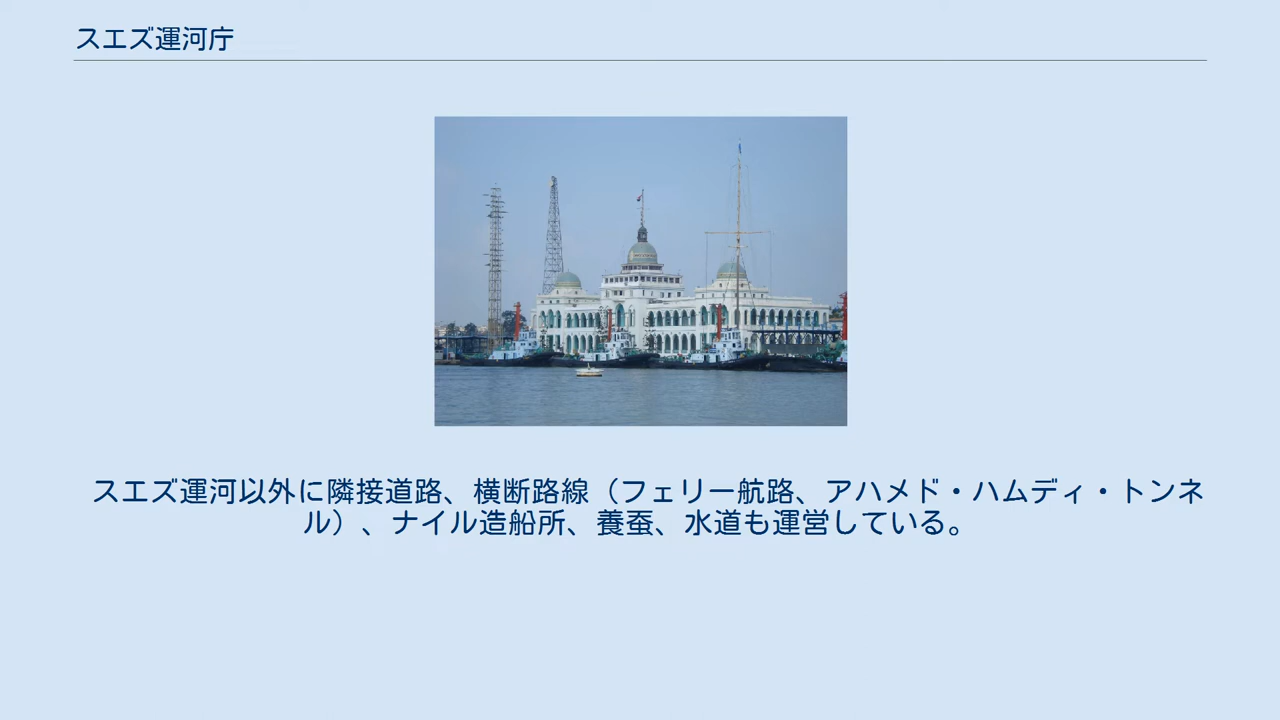 スエズ運河庁
スエズ運河以外に隣接道路、横断路線（フェリー航路、アハメド・ハムディ・トンネ
ル）、ナイル造船所、養蚕、水道も運営している。